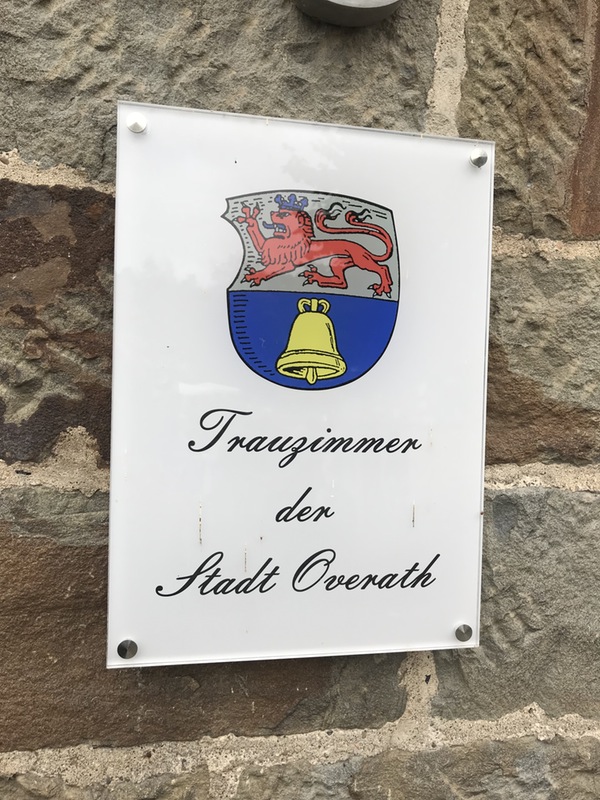 Trauzimmer
der
Stadt Overath